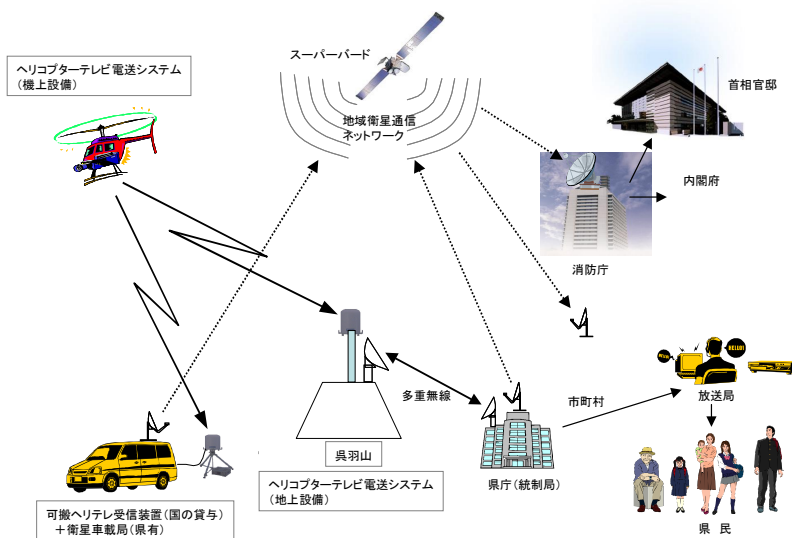 ヘリコプターテレビ電送システム
(機上設備)
スーパーバード
地域衛星通信
ネットワーク
首相官邸
内閣府
消防庁
多重無線
市町村
放送局
HELLO!
呉羽山
ヘリコプターテレビ電送システム
(地上設備)
県庁(統制局)
可搬ヘリテレ受信装置(国の貸与)
+衛星車載局(県有)
県 民